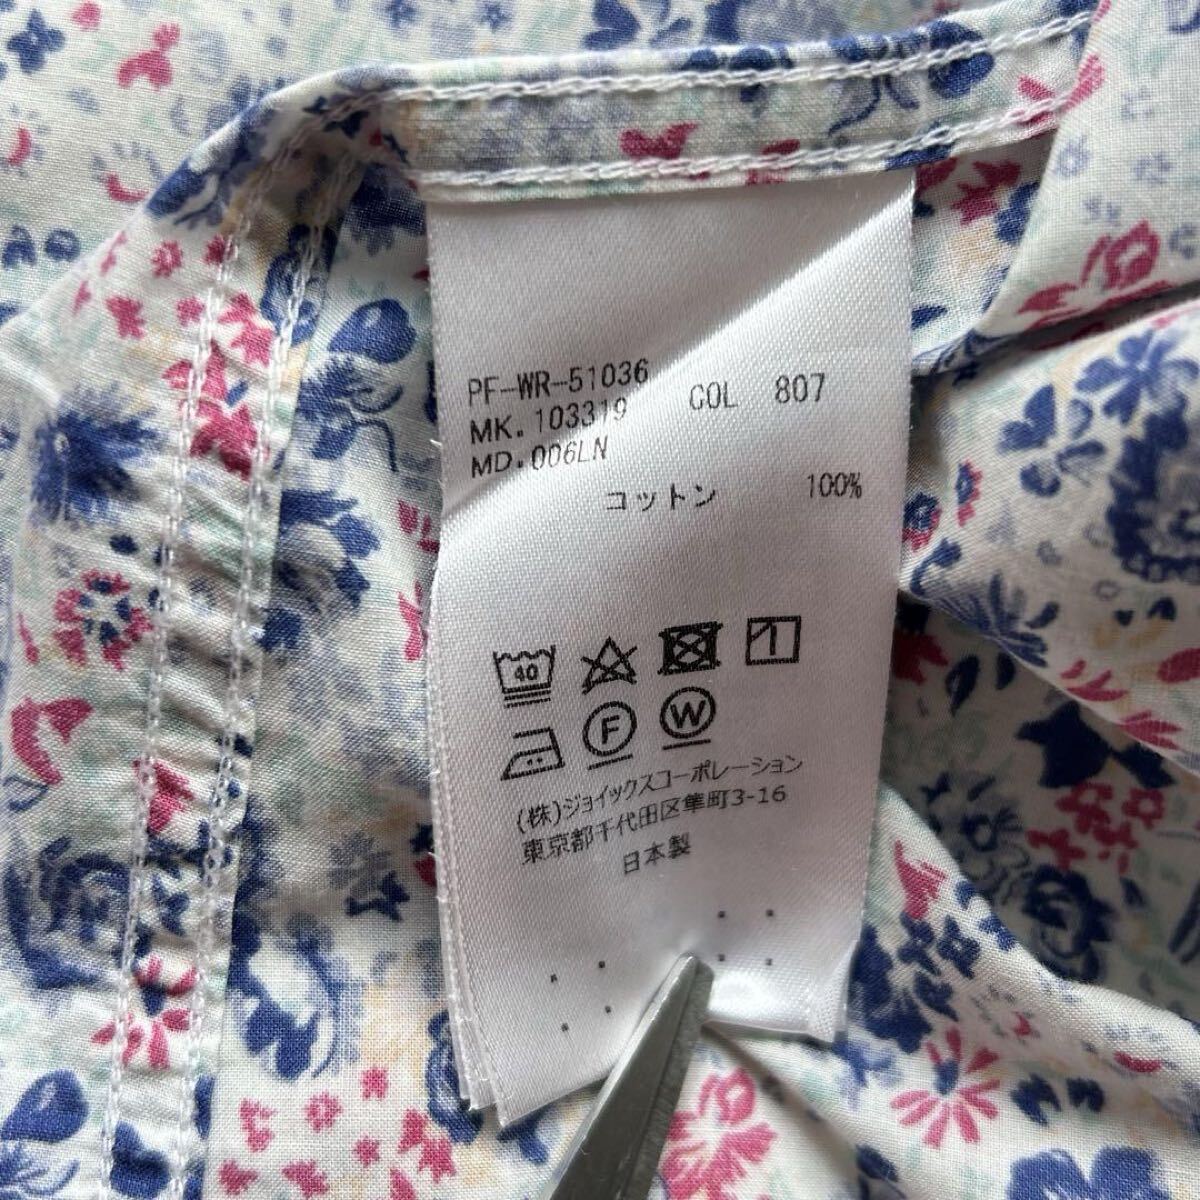 PF-WR-51036
MK.103319 COL 807
MD.006LN
コットン 100%
40
F W
(株)ジョイックスコーポレーション
東京都千代田区隼町3-16
日本製